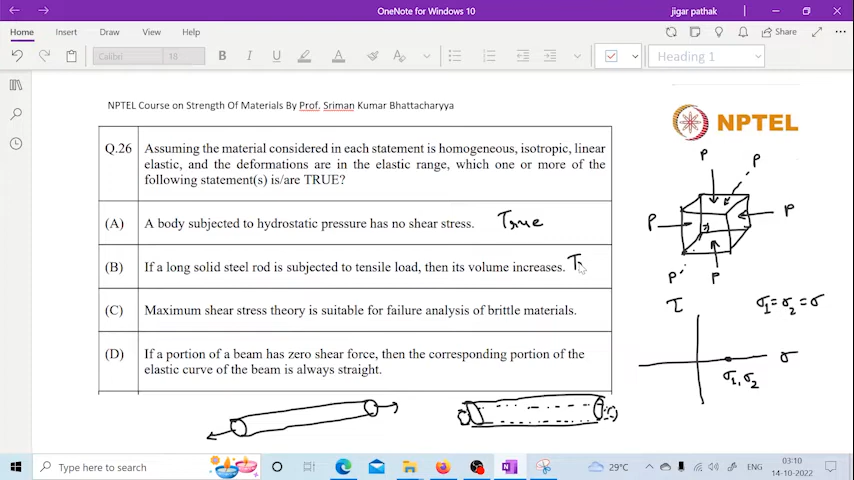 OneNote for Windows 10
jigar pathak
Home Insert Draw View Help
Share
Calibri 18 B I U A Heading 1
NPTEL Course on Strength Of Materials By Prof. Sriman Kumar Bhattacharyya
NPTEL
Q.26 Assuming the material considered in each statement is homogeneous, isotropic, linear
elastic, and the deformations are in the elastic range, which one or more of the
following statement(s) is/are TRUE?
(A) A body subjected to hydrostatic pressure has no shear stress. True
(B) If a long solid steel rod is subjected to tensile load, then its volume increases. T
(C) Maximum shear stress theory is suitable for failure analysis of brittle materials.
(D) If a portion of a beam has zero shear force, then the corresponding portion of the
elastic curve of the beam is always straight.
P P
P P
P P
τ σ1=σ2=σ
σ
σ1,σ2
Type here to search
29°C ENG 03:10
14-10-2022